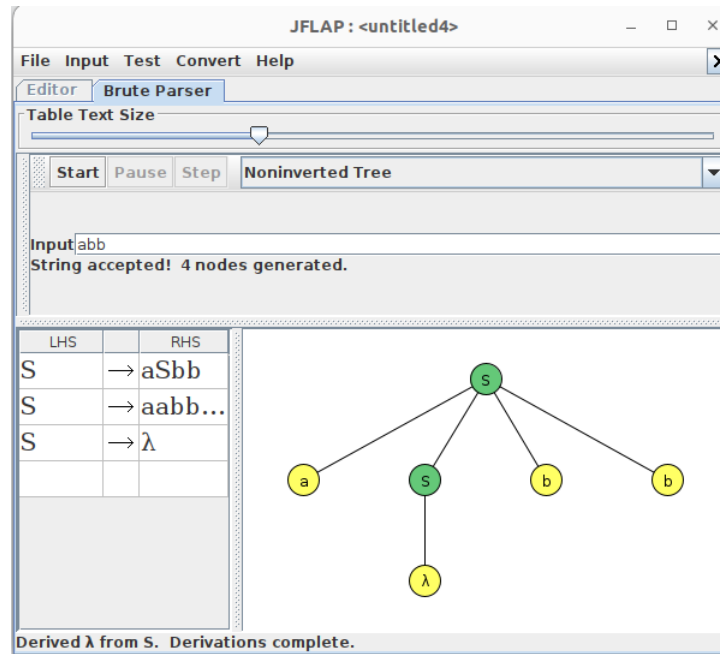 JFLAP : <untitled4>
File Input Test Convert Help
Editor Brute Parser
Table Text Size
Start Pause Step Noninverted Tree
Input abb
String accepted! 4 nodes generated.
LHS RHS
S → aSbb
S → aabb...
S → λ
S
a S b b
λ
Derived λ from S. Derivations complete.